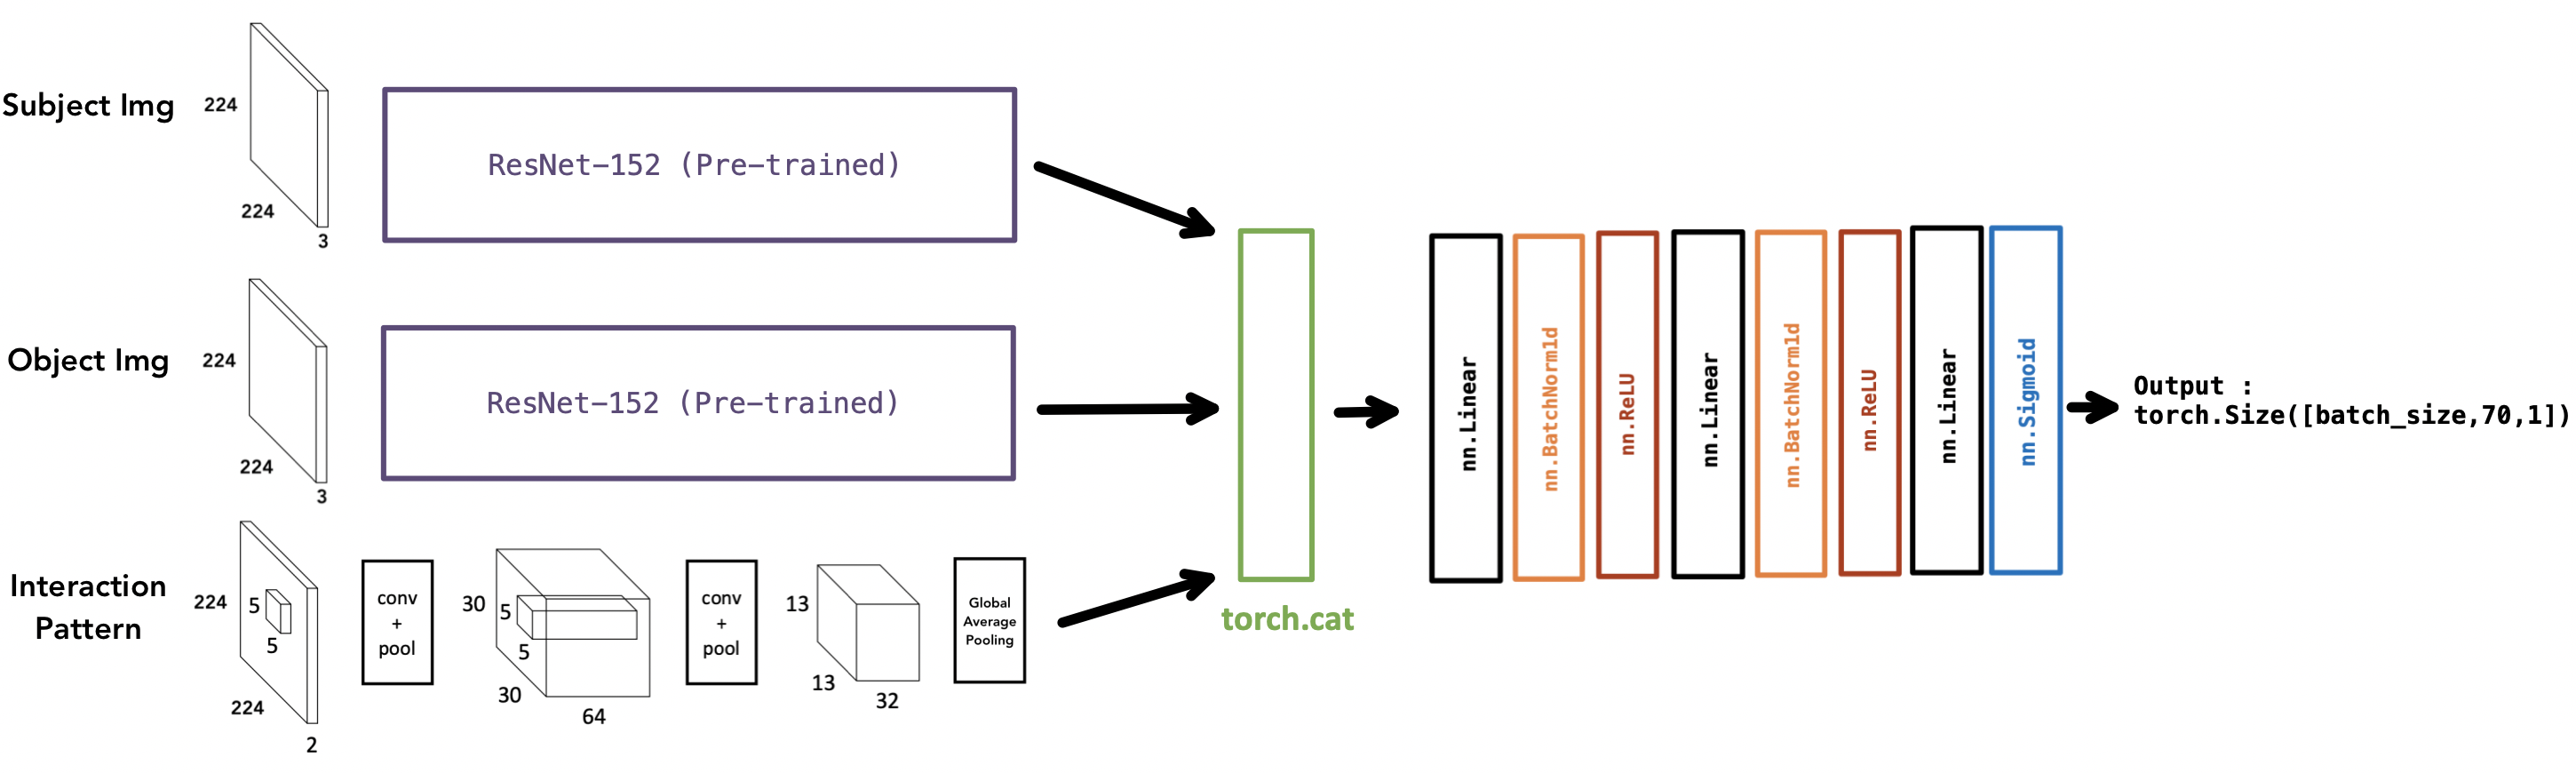 Subject Img
224
224
3
ResNet-152 (Pre-trained)
Object Img
224
224
3
ResNet-152 (Pre-trained)
Interaction
Pattern
224
5
5
224
2
conv
+
pool
30
5
5
30
64
conv
+
pool
13
13
32
Global
Average
Pooling
torch.cat
nn.Linear
nn.BatchNorm1d
nn.ReLU
nn.Linear
nn.BatchNorm1d
nn.ReLU
nn.Linear
nn.Sigmoid
Output :
torch.Size([batch_size,70,1])